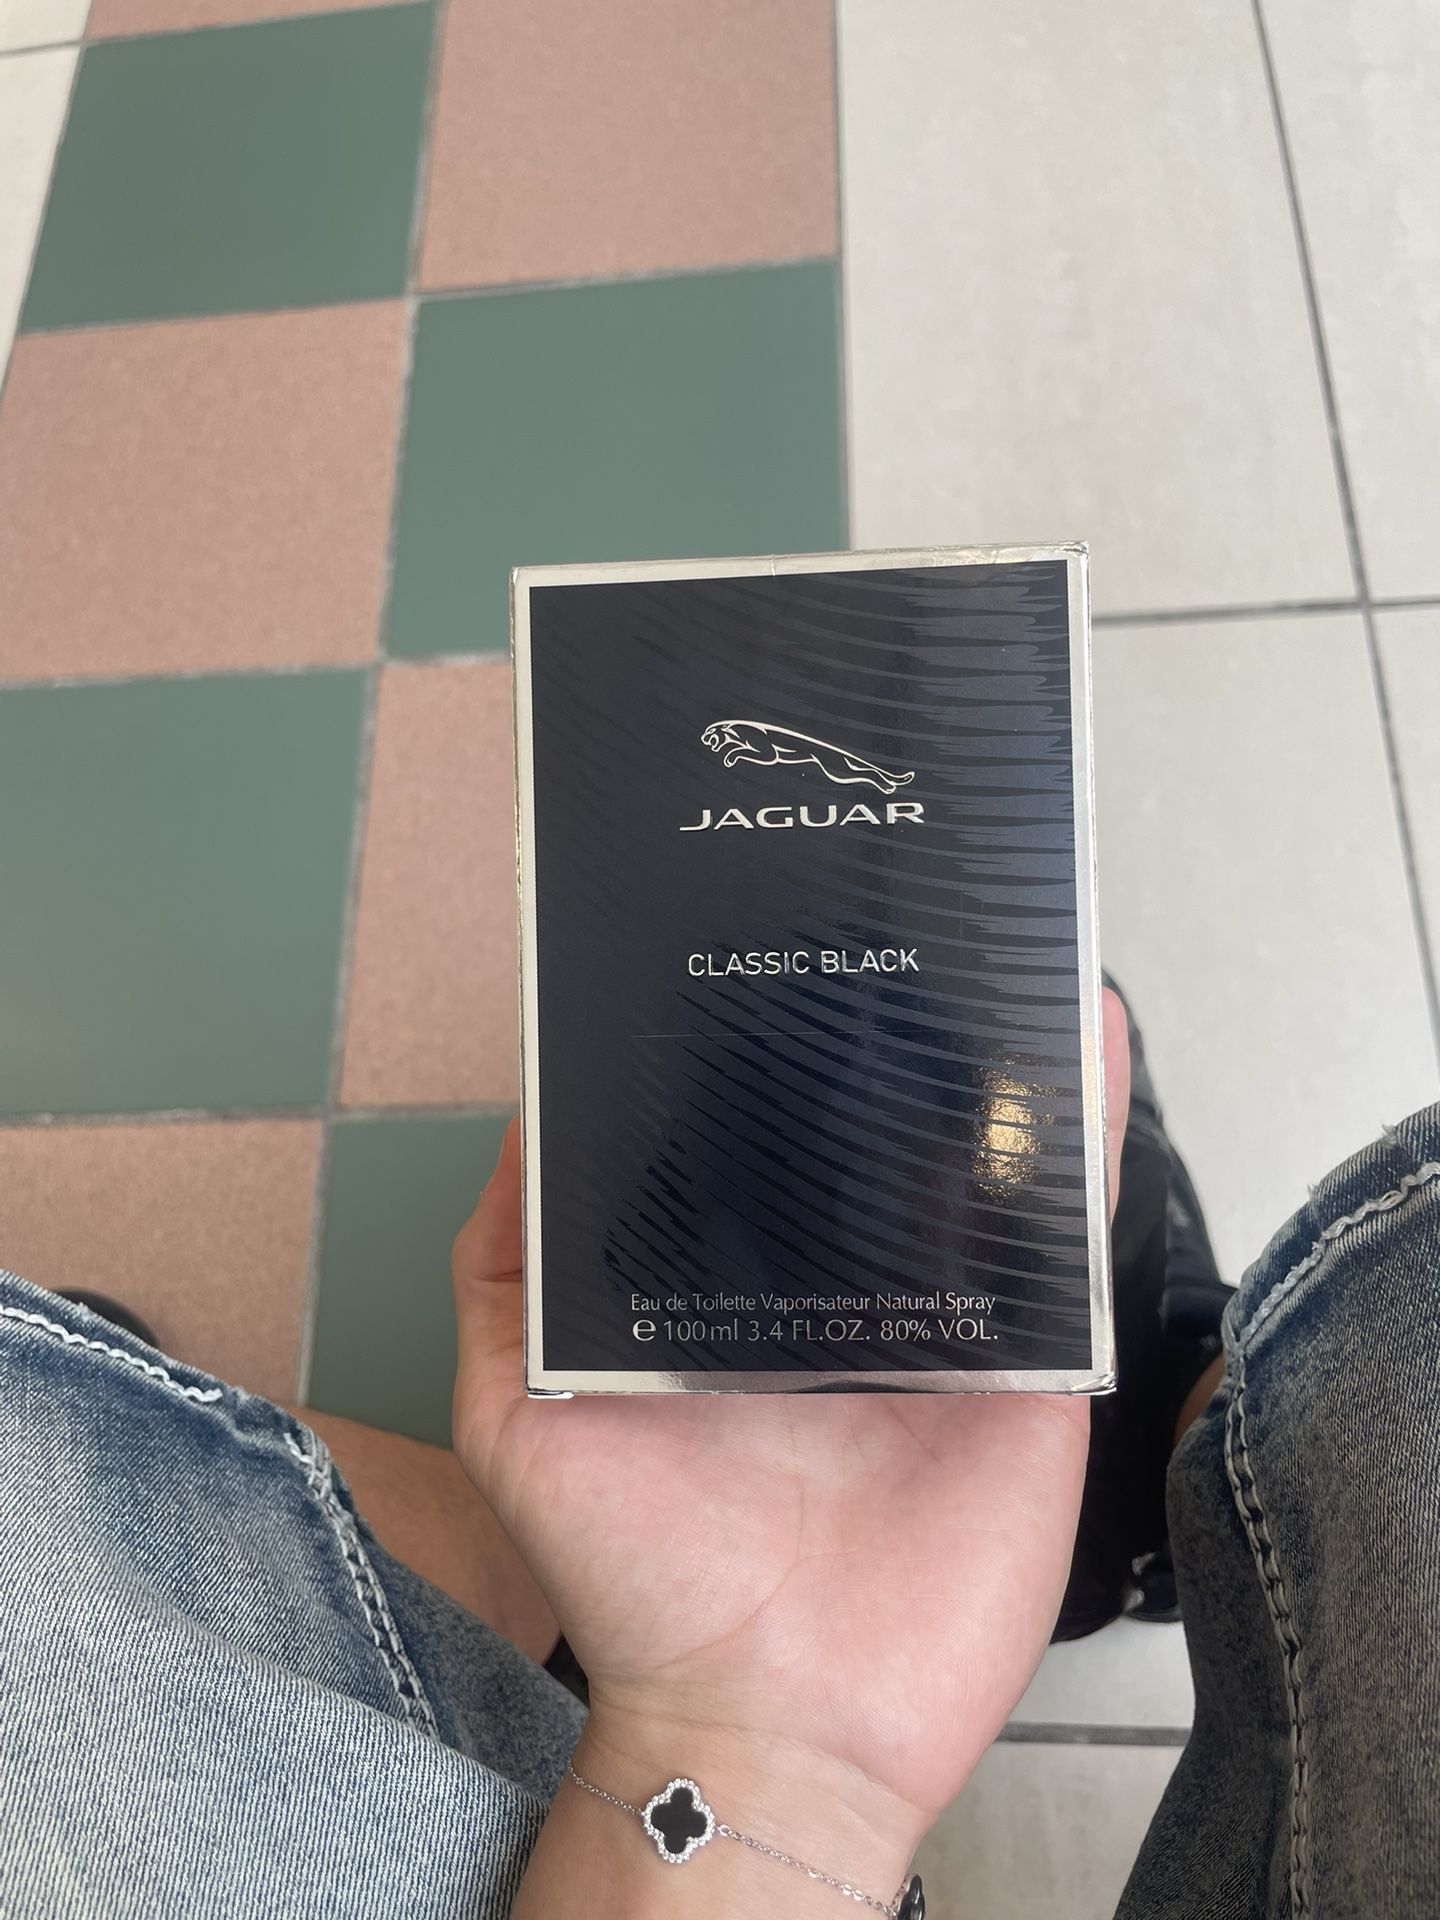 JAGUAR
CLASSIC BLACK
Eau de Toilette Vaporisateur Natural Spray
℮ 100 ml 3.4 FL.OZ. 80% VOL.